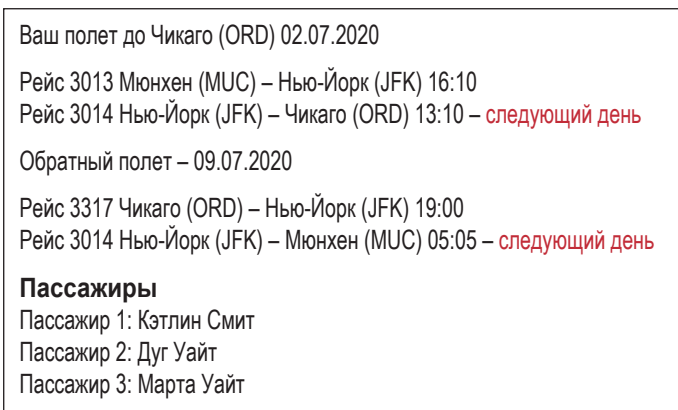 Ваш полет до Чикаго (ORD) 02.07.2020
Рейс 3013 Мюнхен (MUC) – Нью-Йорк (JFK) 16:10
Рейс 3014 Нью-Йорк (JFK) – Чикаго (ORD) 13:10 – следующий день
Обратный полет – 09.07.2020
Рейс 3317 Чикаго (ORD) – Нью-Йорк (JFK) 19:00
Рейс 3014 Нью-Йорк (JFK) – Мюнхен (MUC) 05:05 – следующий день
Пассажиры
Пассажир 1: Кэтлин Смит
Пассажир 2: Дуг Уайт
Пассажир 3: Марта Уайт